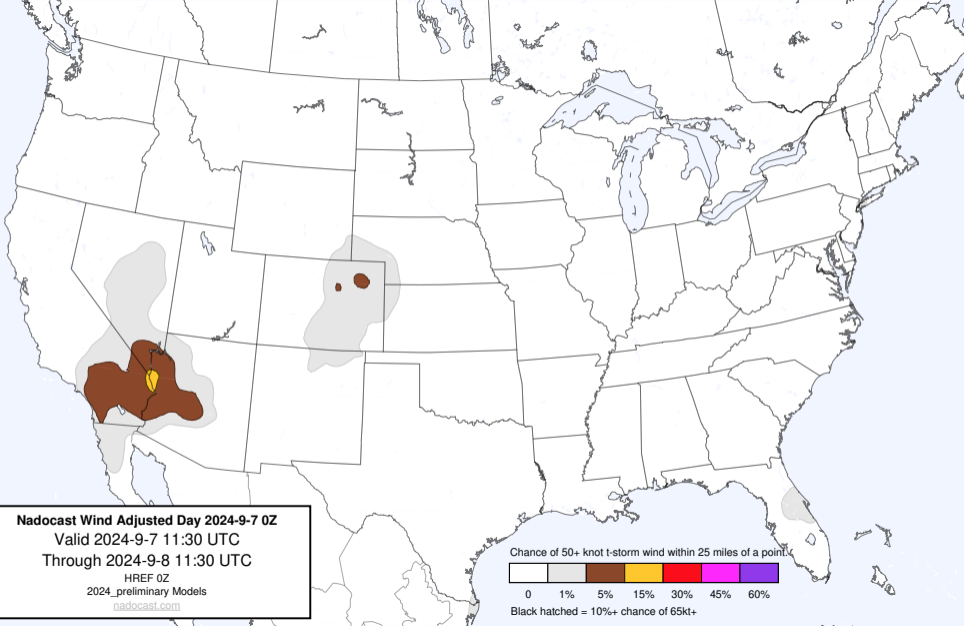 Nadocast Wind Adjusted Day 2024-9-7 0Z
Valid 2024-9-7 11:30 UTC
Through 2024-9-8 11:30 UTC
HREF 0Z
2024_preliminary Models
nadocast.com
Chance of 50+ knot t-storm wind within 25 miles of a point.
0 1% 5% 15% 30% 45% 60%
Black hatched = 10%+ chance of 65kt+